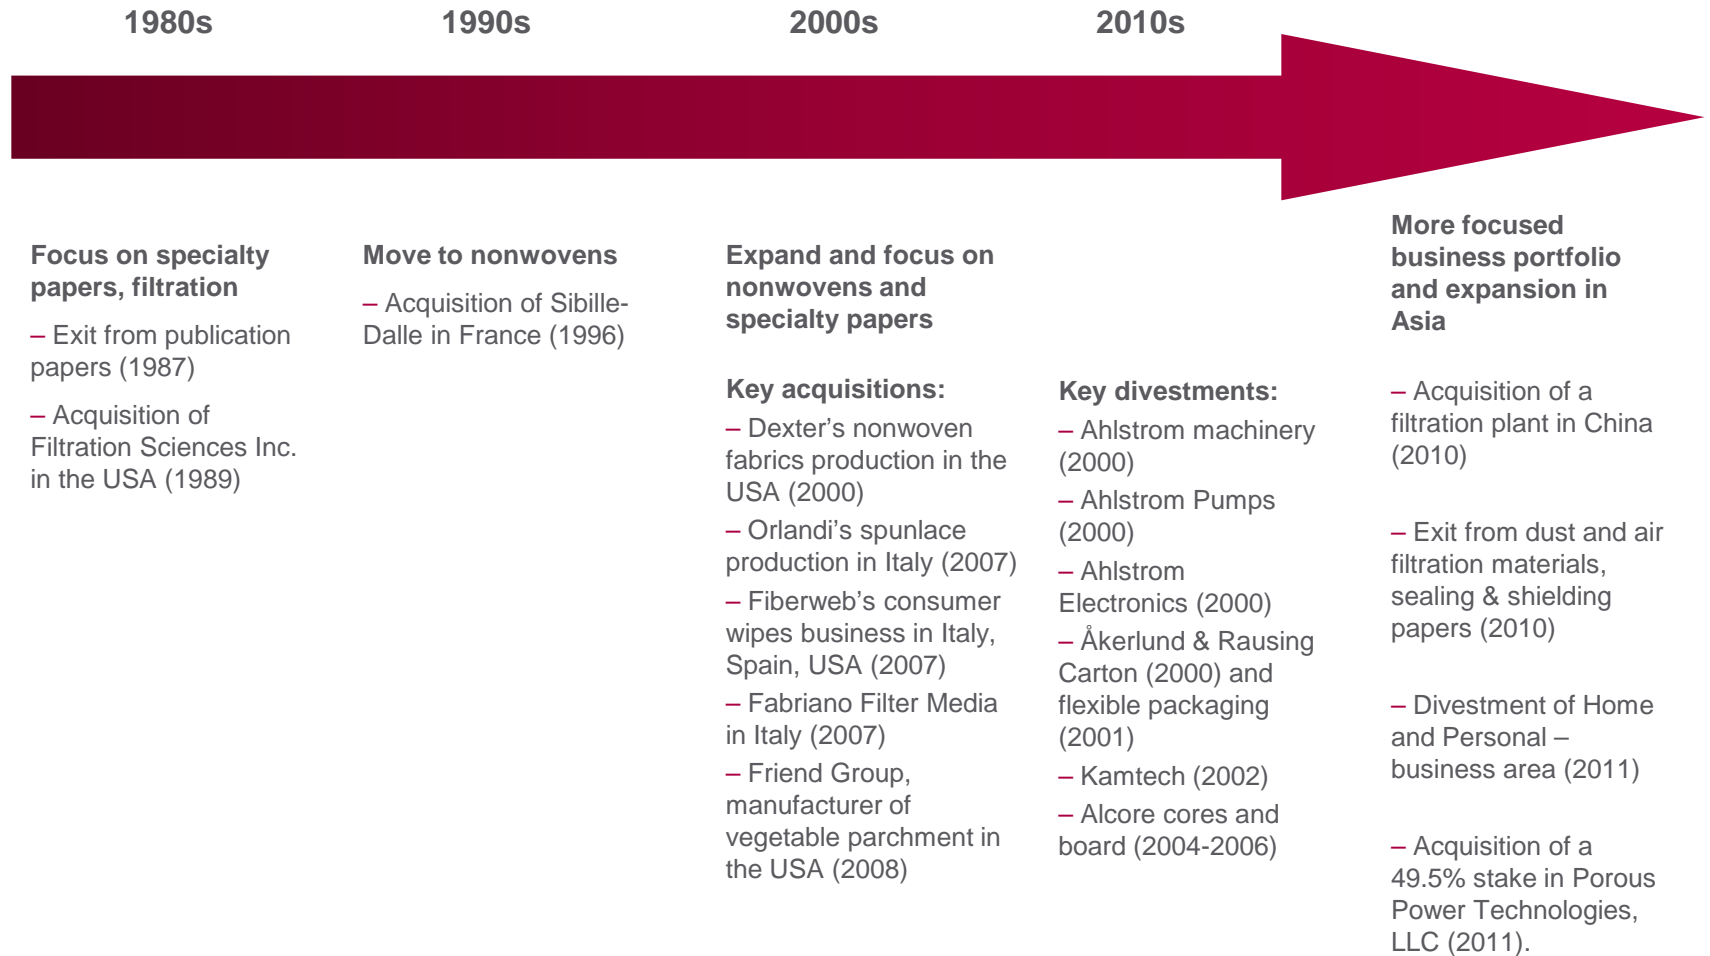 1980s
1990s
2000s
2010s
Focus on specialty
papers, filtration
– Exit from publication
papers (1987)
– Acquisition of
Filtration Sciences Inc.
in the USA (1989)
Move to nonwovens
– Acquisition of Sibille-
Dalle in France (1996)
Expand and focus on
nonwovens and
specialty papers
Key acquisitions:
– Dexter’s nonwoven
fabrics production in the
USA (2000)
– Orlandi’s spunlace
production in Italy (2007)
– Fiberweb’s consumer
wipes business in Italy,
Spain, USA (2007)
– Fabriano Filter Media
in Italy (2007)
– Friend Group,
manufacturer of
vegetable parchment in
the USA (2008)
Key divestments:
– Ahlstrom machinery
(2000)
– Ahlstrom Pumps
(2000)
– Ahlstrom
Electronics (2000)
– Åkerlund & Rausing
Carton (2000) and
flexible packaging
(2001)
– Kamtech (2002)
– Alcore cores and
board (2004-2006)
More focused
business portfolio
and expansion in
Asia
– Acquisition of a
filtration plant in China
(2010)
– Exit from dust and air
filtration materials,
sealing & shielding
papers (2010)
– Divestment of Home
and Personal –
business area (2011)
– Acquisition of a
49.5% stake in Porous
Power Technologies,
LLC (2011).